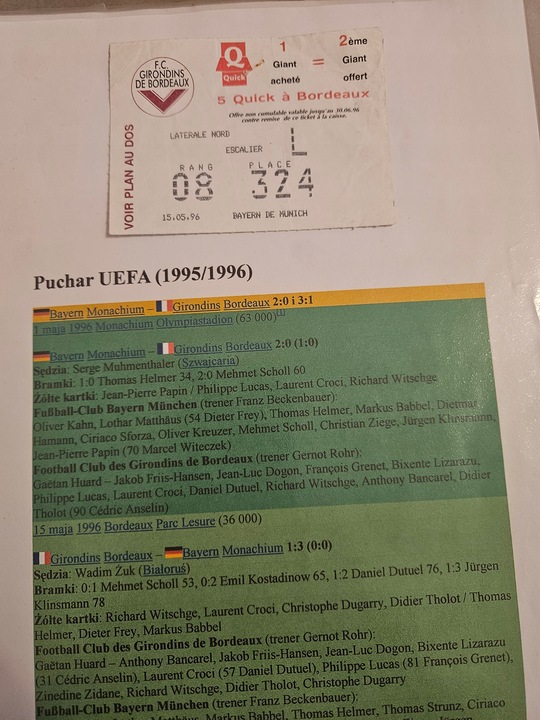 F.C.
GIRONDINS
DE BORDEAUX
Q
Quick
1
Giant
acheté
=
2ème
Giant
offert
5 Quick à Bordeaux
Offre non cumulable valable jusqu'au 30.06.96
contre remise de ce ticket à la caisse.
VOIR PLAN AU DOS
LATERALE NORD
ESCALIER L
RANG PLACE
08 324
15.05.96 BAYERN DE MUNICH
Puchar UEFA (1995/1996)
Bayern Monachium – Girondins Bordeaux 2:0 i 3:1
1 maja 1996 Monachium Olympiastadion (63 000)[1]
Bayern Monachium – Girondins Bordeaux 2:0 (1:0)
Sędzia: Serge Muhmenthaler (Szwajcaria)
Bramki: 1:0 Thomas Helmer 34, 2:0 Mehmet Scholl 60
Żółte kartki: Jean-Pierre Papin / Philippe Lucas, Laurent Croci, Richard Witschge
Fußball-Club Bayern München (trener Franz Beckenbauer):
Oliver Kahn, Lothar Matthäus (54 Dieter Frey), Thomas Helmer, Markus Babbel, Dietmar
Hamann, Ciriaco Sforza, Oliver Kreuzer, Mehmet Scholl, Christian Ziege, Jürgen Klinsmann,
Jean-Pierre Papin (70 Marcel Witeczek)
Football Club des Girondins de Bordeaux (trener Gernot Rohr):
Gaëtan Huard – Jakob Friis-Hansen, Jean-Luc Dogon, François Grenet, Bixente Lizarazu,
Philippe Lucas, Laurent Croci, Daniel Dutuel, Richard Witschge, Anthony Bancarel, Didier
Tholot (90 Cédric Anselin)
15 maja 1996 Bordeaux Parc Lesure (36 000)
Girondins Bordeaux – Bayern Monachium 1:3 (0:0)
Sędzia: Wadim Żuk (Białoruś)
Bramki: 0:1 Mehmet Scholl 53, 0:2 Emil Kostadinow 65, 1:2 Daniel Dutuel 76, 1:3 Jürgen
Klinsmann 78
Żółte kartki: Richard Witschge, Laurent Croci, Christophe Dugarry, Didier Tholot / Thomas
Helmer, Dieter Frey, Markus Babbel
Football Club des Girondins de Bordeaux (trener Gernot Rohr):
Gaëtan Huard – Anthony Bancarel, Jakob Friis-Hansen, Jean-Luc Dogon, Bixente Lizarazu
(31 Cédric Anselin), Laurent Croci (57 Daniel Dutuel), Philippe Lucas (81 François Grenet),
Zinedine Zidane, Richard Witschge, Didier Tholot, Christophe Dugarry
Fußball-Club Bayern München (trener Franz Beckenbauer):
Matthäus, Markus Babbel, Thomas Helmer, Thomas Strunz, Ciriaco